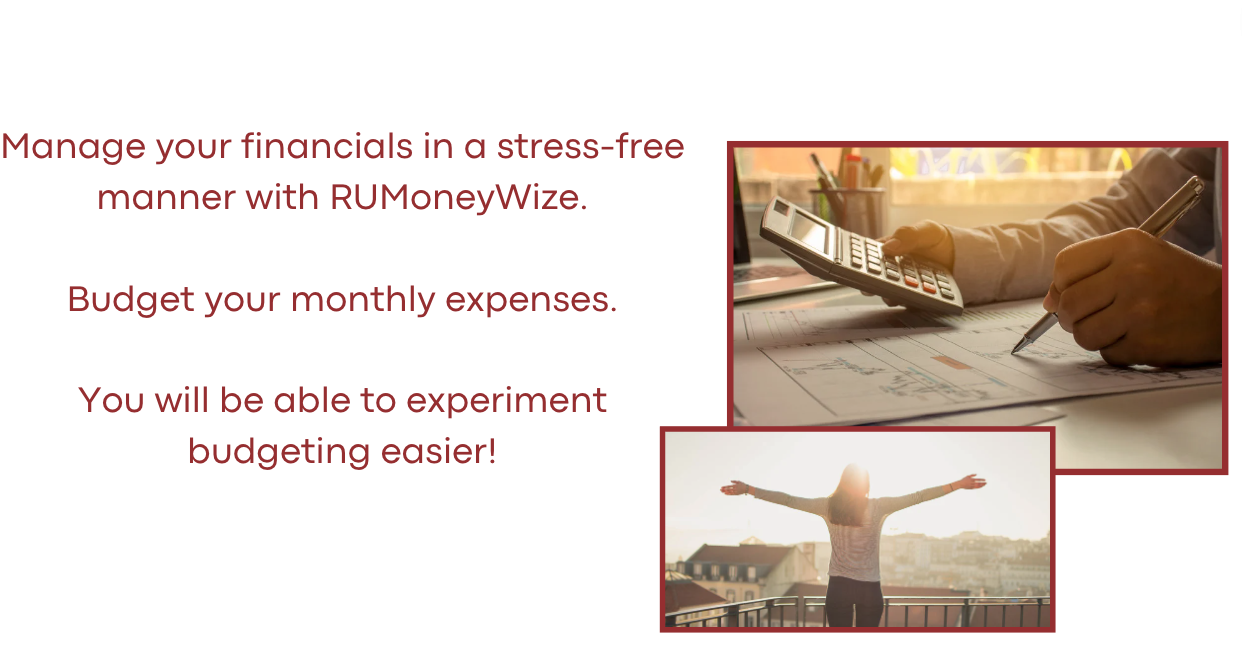 Manage your financials in a stress-free
manner with RUMoneyWize.
Budget your monthly expenses.
You will be able to experiment
budgeting easier!